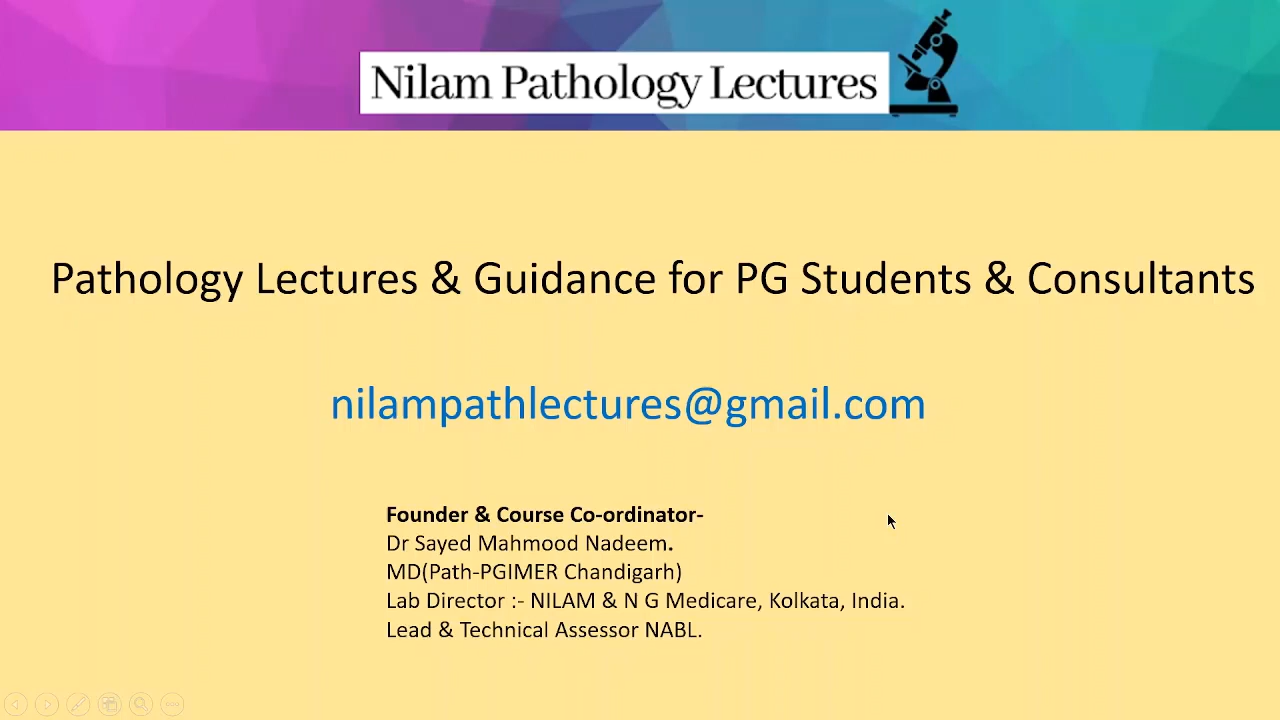 Nilam Pathology Lectures
Pathology Lectures & Guidance for PG Students & Consultants
nilampathlectures@gmail.com
Founder & Course Co-ordinator-
Dr Sayed Mahmood Nadeem.
MD(Path-PGIMER Chandigarh)
Lab Director :- NILAM & N G Medicare, Kolkata, India.
Lead & Technical Assessor NABL.